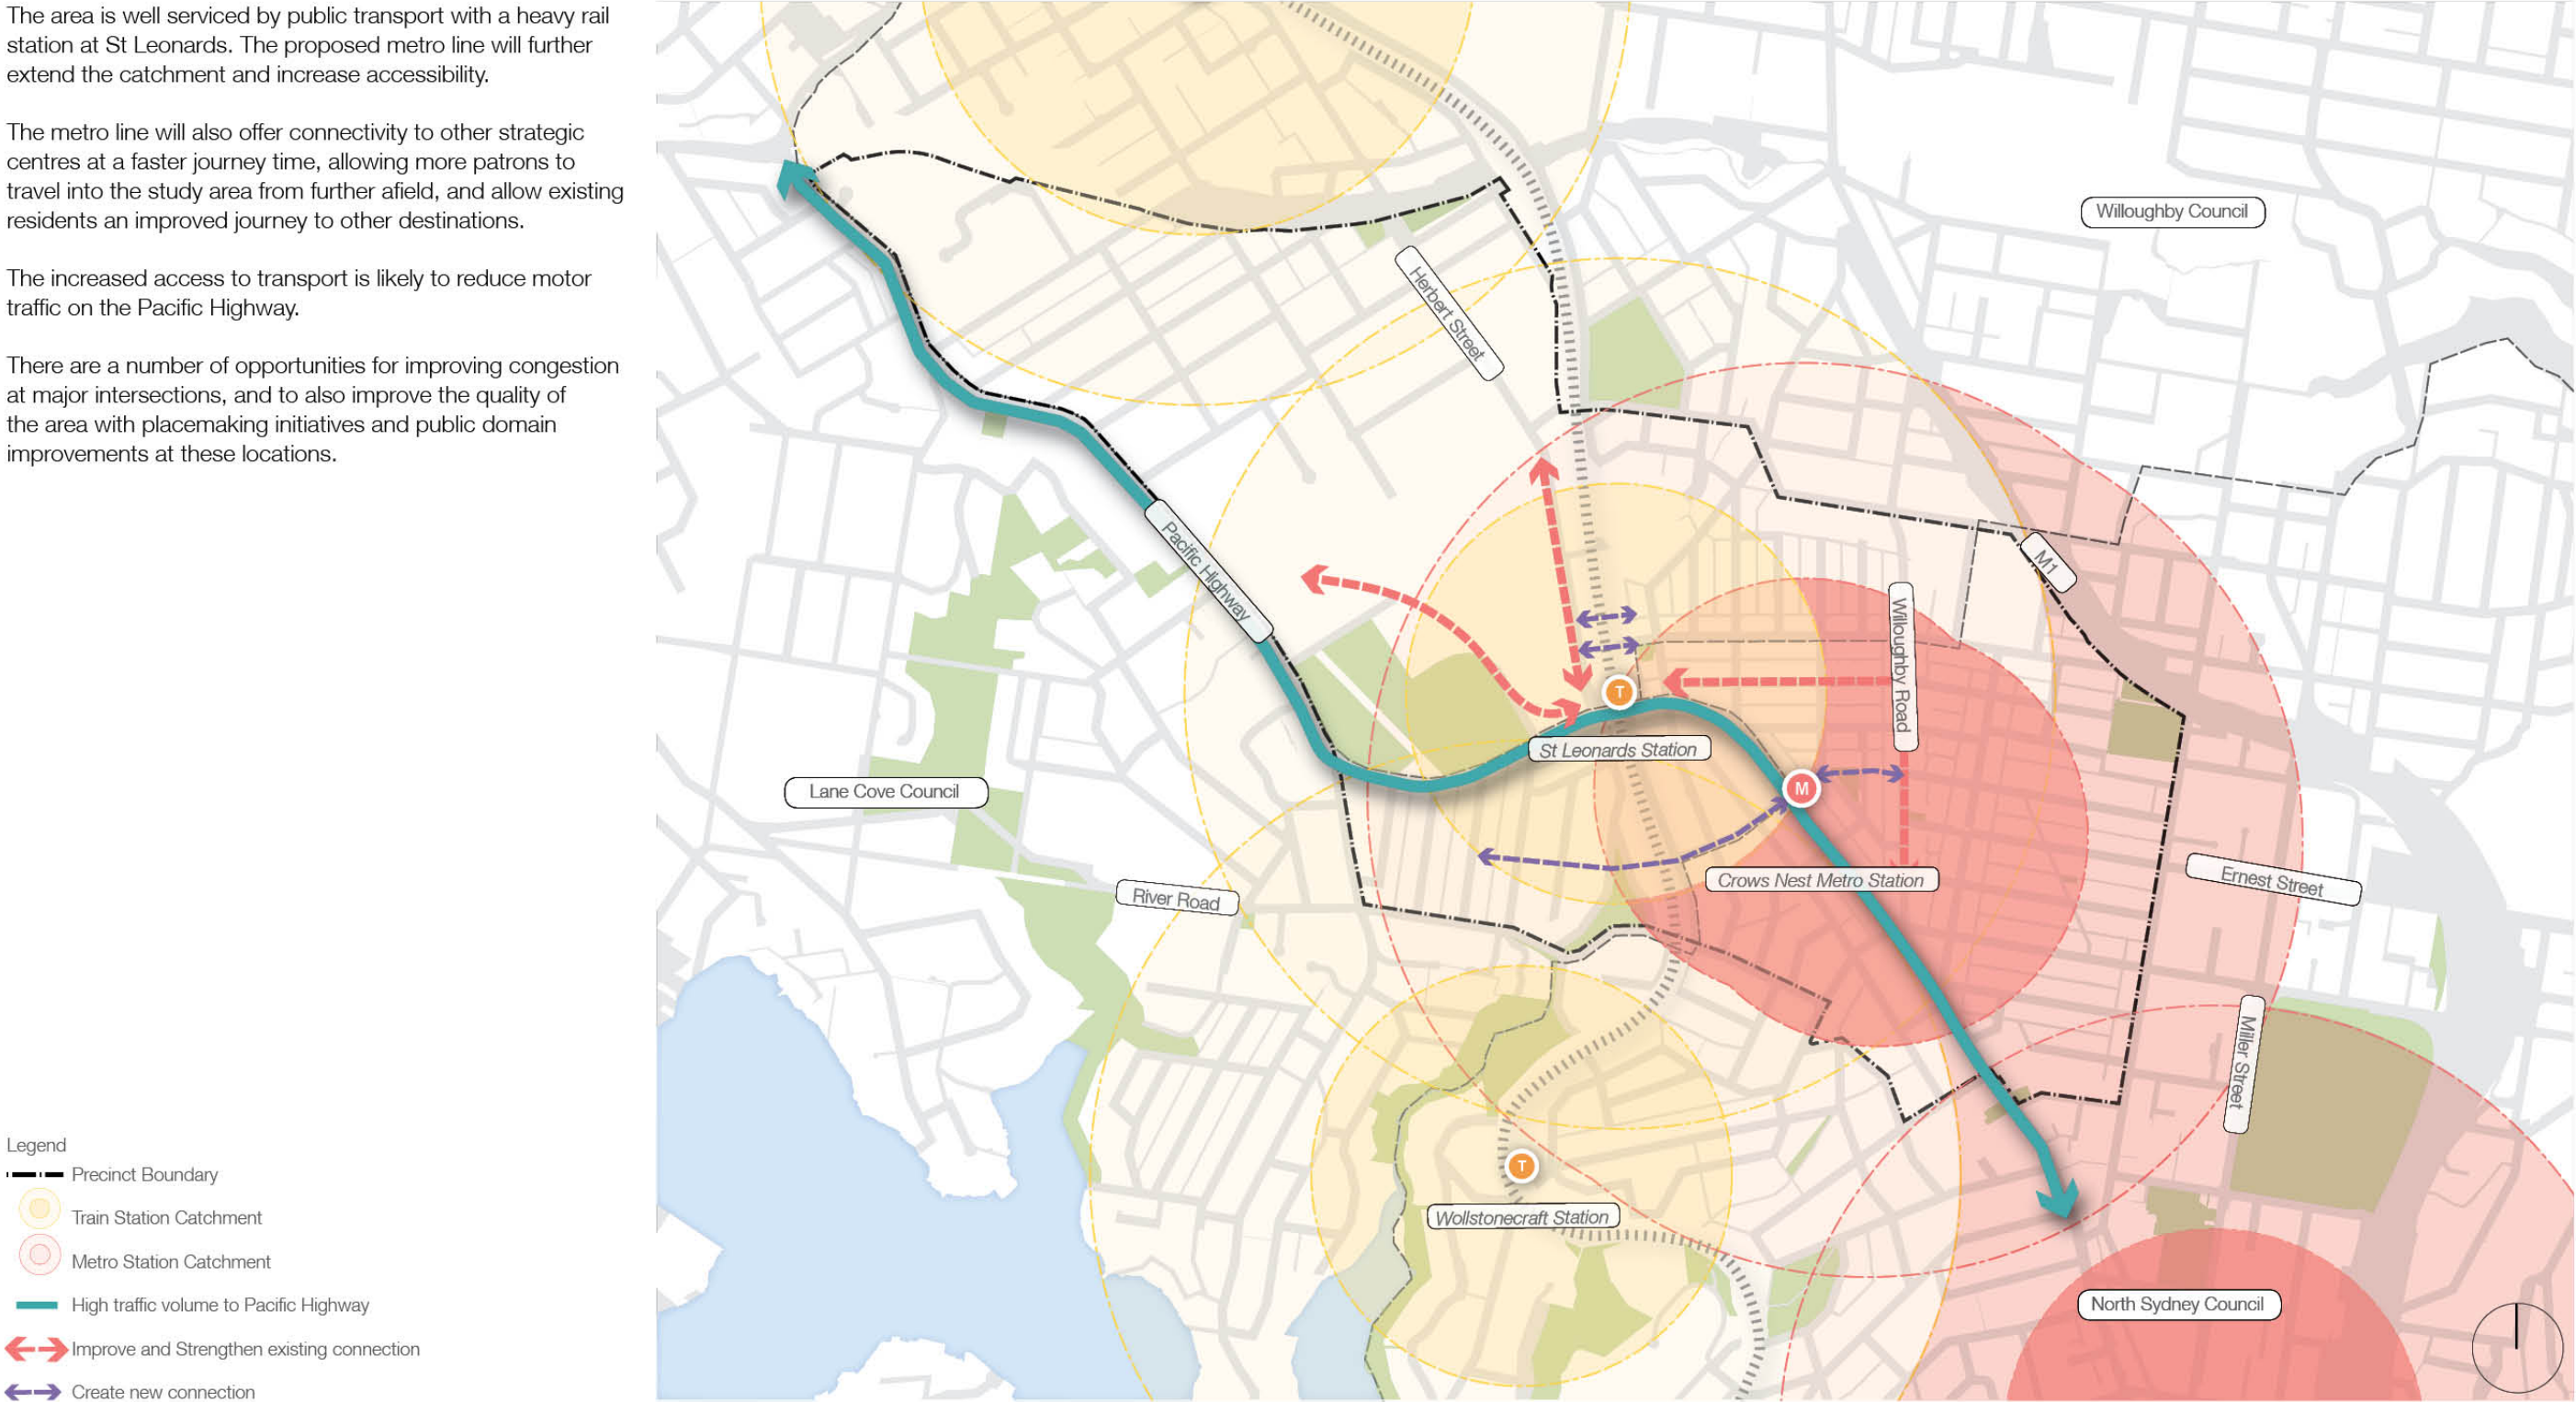 The area is well serviced by public transport with a heavy rail
station at St Leonards. The proposed metro line will further
extend the catchment and increase accessibility.
The metro line will also offer connectivity to other strategic
centres at a faster journey time, allowing more patrons to
travel into the study area from further afield, and allow existing
residents an improved journey to other destinations.
The increased access to transport is likely to reduce motor
traffic on the Pacific Highway.
There are a number of opportunities for improving congestion
at major intersections, and to also improve the quality of
the area with placemaking initiatives and public domain
improvements at these locations.
Legend
Precinct Boundary
Train Station Catchment
Metro Station Catchment
High traffic volume to Pacific Highway
Improve and Strengthen existing connection
Create new connection
Willoughby Council
Herbert Street
Pacific Highway
M1
Willoughby Road
T
St Leonards Station
M
Lane Cove Council
Crows Nest Metro Station
River Road
Ernest Street
Miller Street
T
Wollstonecraft Station
North Sydney Council